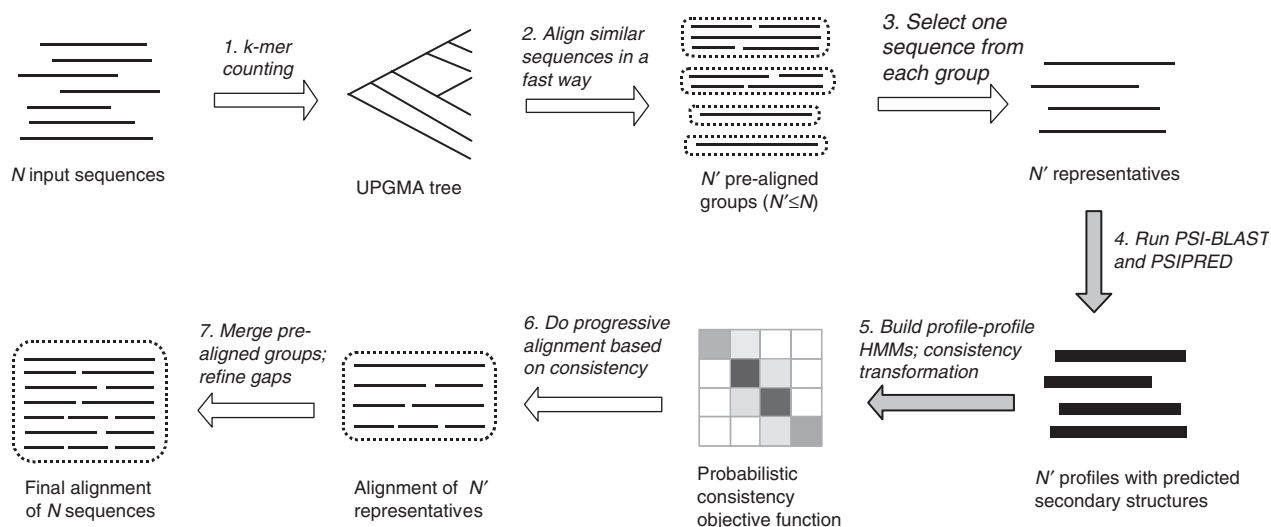 1. k-mer
counting
2. Align similar
sequences in a
fast way
3. Select one
sequence from
each group
N input sequences
UPGMA tree
N′ pre-aligned
groups (N′≤N)
N′ representatives
4. Run PSI-BLAST
and PSIPRED
7. Merge pre-
aligned groups;
refine gaps
6. Do progressive
alignment based
on consistency
5. Build profile-profile
HMMs; consistency
transformation
Final alignment
of N sequences
Alignment of N′
representatives
Probabilistic
consistency
objective function
N′ profiles with predicted
secondary structures